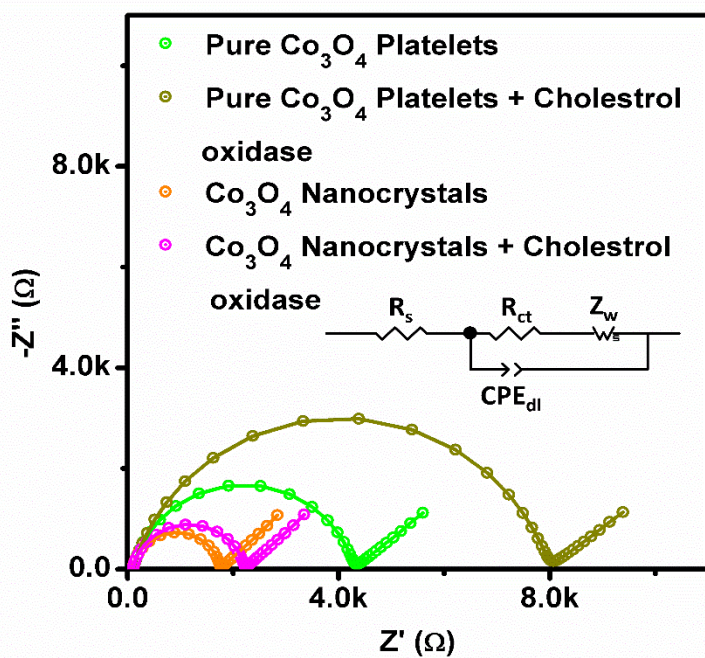 Pure Co₃O₄ Platelets
Pure Co₃O₄ Platelets + Cholestrol
oxidase
Co₃O₄ Nanocrystals
Co₃O₄ Nanocrystals + Cholestrol
oxidase
8.0k
4.0k
0.0
-Z'' (Ω)
Rs
Rct
Zw
s
CPEdl
0.0
4.0k
8.0k
Z' (Ω)